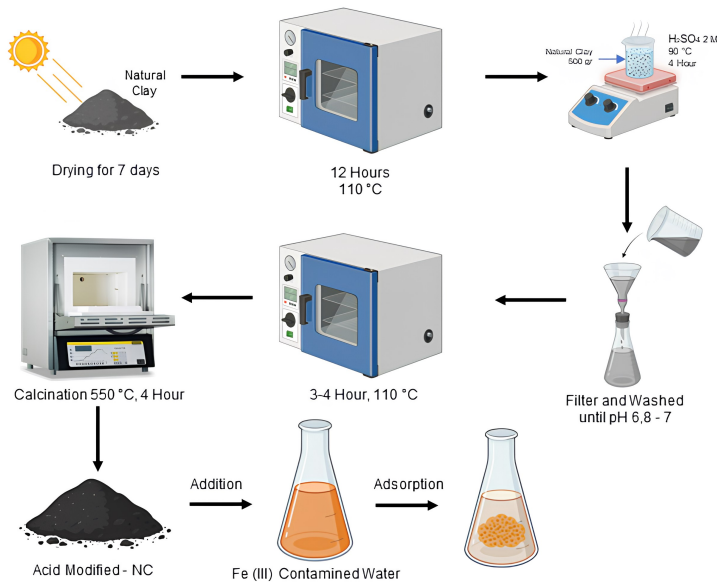 Natural
Clay
Drying for 7 days
12 Hours
110 °C
Natural Clay
500 gr
H₂SO₄ 2 M
90 °C
4 Hour
Filter and Washed
until pH 6,8 - 7
3-4 Hour, 110 °C
Calcination 550 °C, 4 Hour
Acid Modified - NC
Addition
Fe (III) Contamined Water
Adsorption